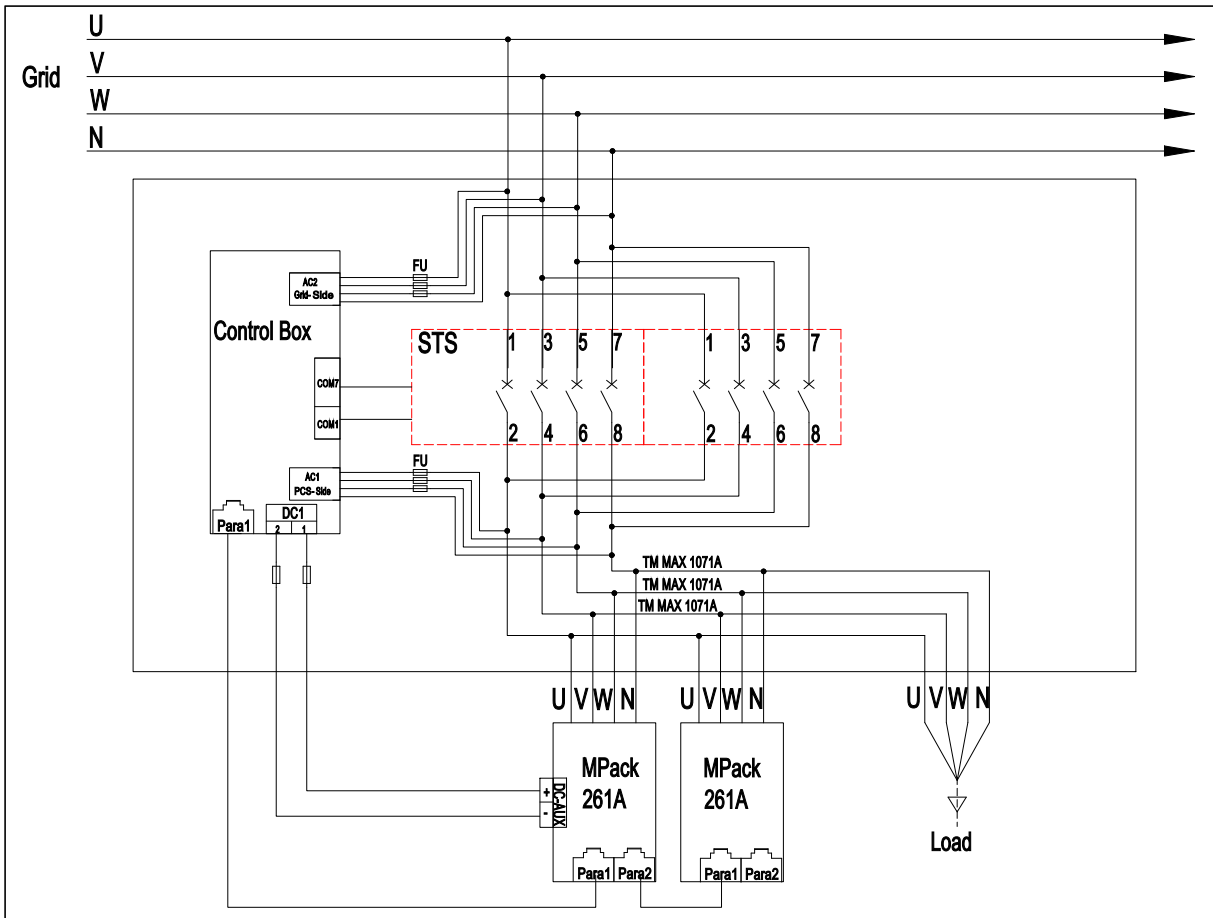 U
V
Grid
W
N
FU
AC2
Grid- Side
Control Box
STS
1
3
5
7
1
3
5
7
COM7
COM1
2
4
6
8
2
4
6
8
FU
AC1
PCS-Side
DC1
2
1
Para1
TM MAX 1071A
TM MAX 1071A
TM MAX 1071A
U V W N
U V W N
U V W N
MPack
261A
MPack
261A
+
-
DC-AUX
Load
Para1
Para2
Para1
Para2